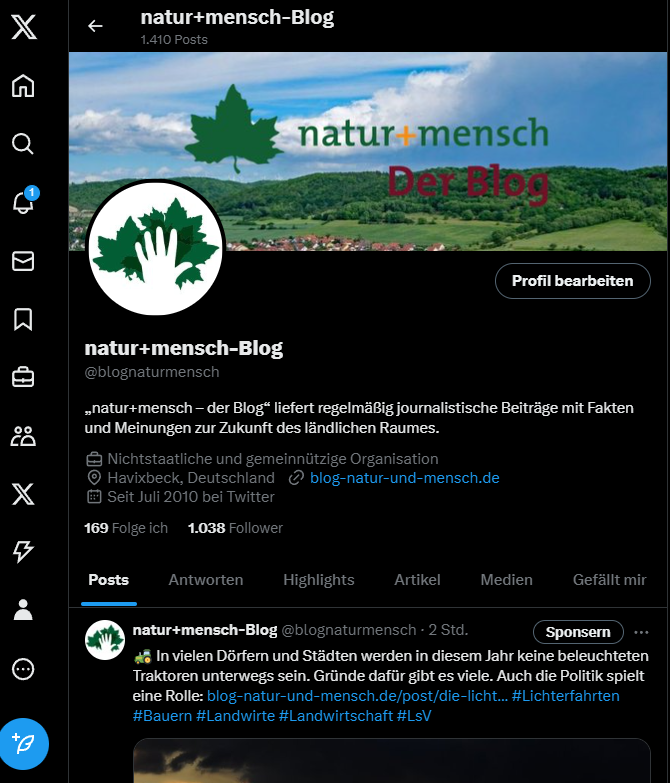 natur+mensch-Blog
1.410 Posts
natur+mensch
Der Blog
1
Profil bearbeiten
natur+mensch-Blog
@blognaturmensch
„natur+mensch – der Blog“ liefert regelmäßig journalistische Beiträge mit Fakten
und Meinungen zur Zukunft des ländlichen Raumes.
Nichtstaatliche und gemeinnützige Organisation
Havixbeck, Deutschland blog-natur-und-mensch.de
Seit Juli 2010 bei Twitter
169 Folge ich 1.038 Follower
Posts Antworten Highlights Artikel Medien Gefällt mir
natur+mensch-Blog @blognaturmensch · 2 Std. Sponsern
🚜 In vielen Dörfern und Städten werden in diesem Jahr keine beleuchteten
Traktoren unterwegs sein. Gründe dafür gibt es viele. Auch die Politik spielt
eine Rolle: blog-natur-und-mensch.de/post/die-licht… #Lichterfahrten
#Bauern #Landwirte #Landwirtschaft #LsV